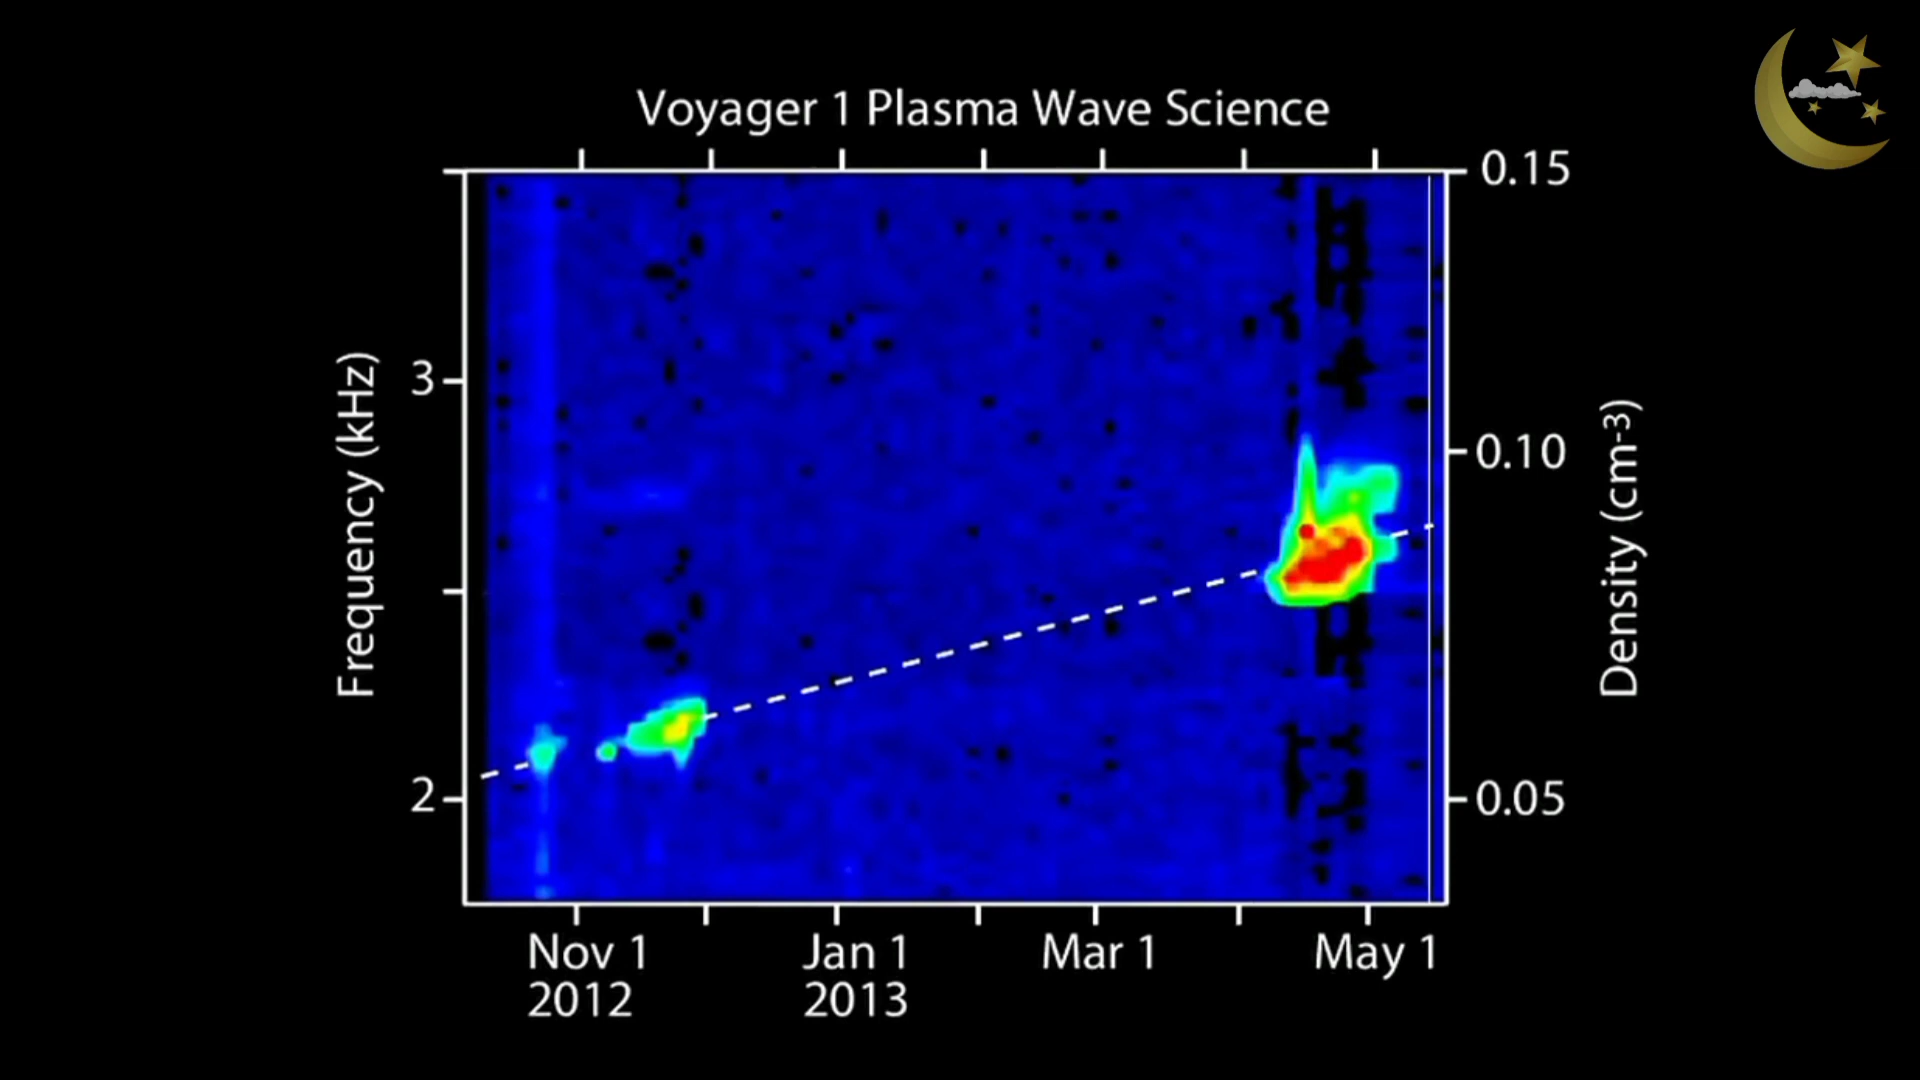 Voyager 1 Plasma Wave Science
Frequency (kHz)
3
2
0.15
0.10
0.05
Density (cm-3)
Nov 1
2012
Jan 1
2013
Mar 1
May 1